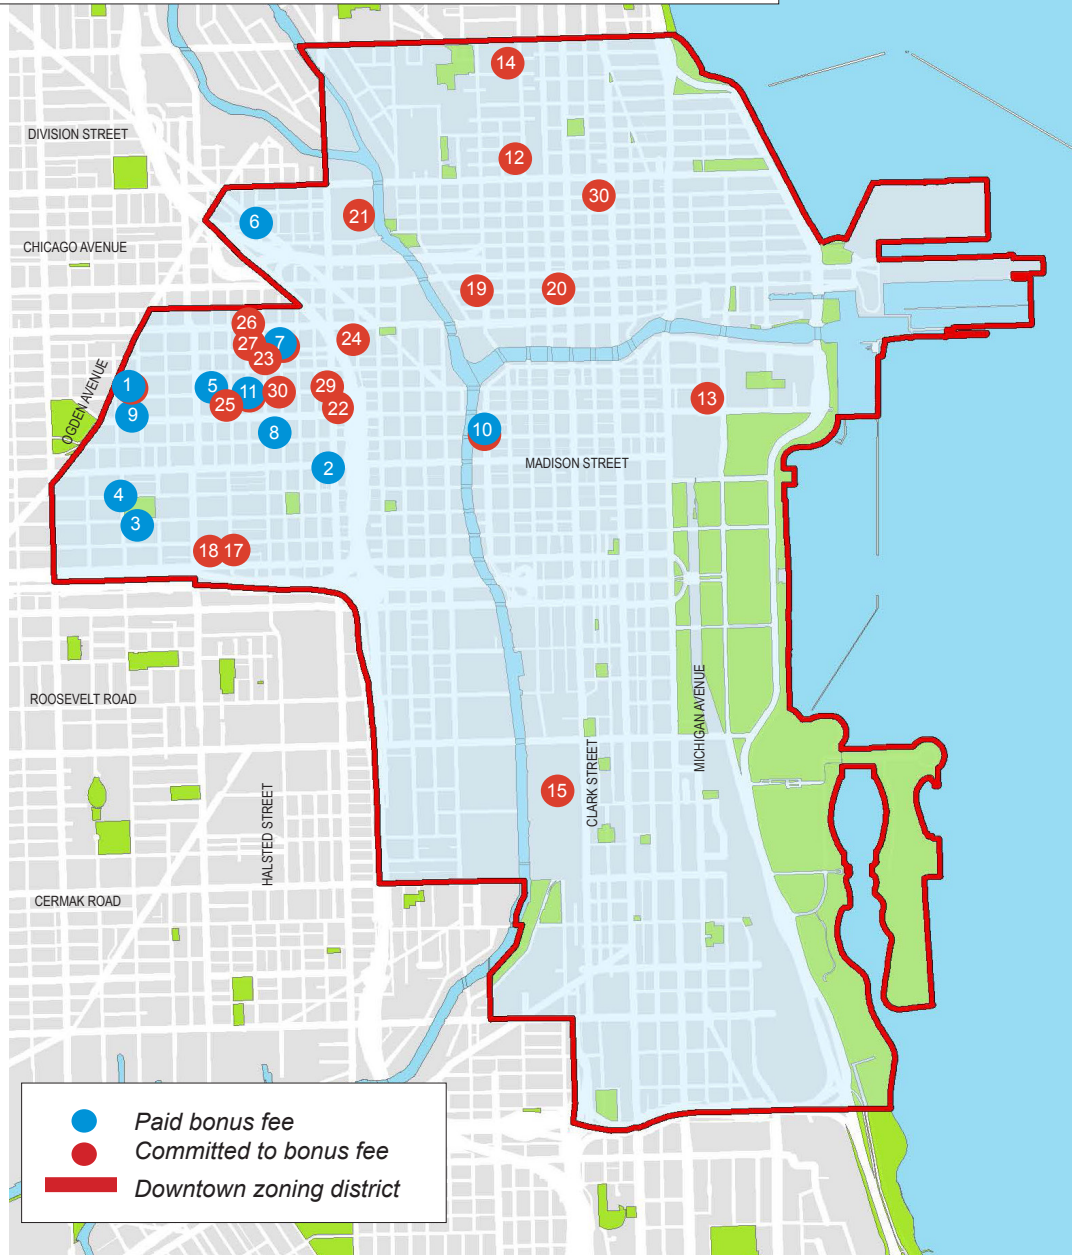 14
DIVISION STREET
12
30
21
6
CHICAGO AVENUE
19
20
26
27
7
24
23
1
5
11
30
29
25
22
13
9
OGDEN AVENUE
8
10
MADISON STREET
2
4
3
18
17
ROOSEVELT ROAD
MICHIGAN AVENUE
CLARK STREET
15
HALSTED STREET
CERMAK ROAD
Paid bonus fee
Committed to bonus fee
Downtown zoning district